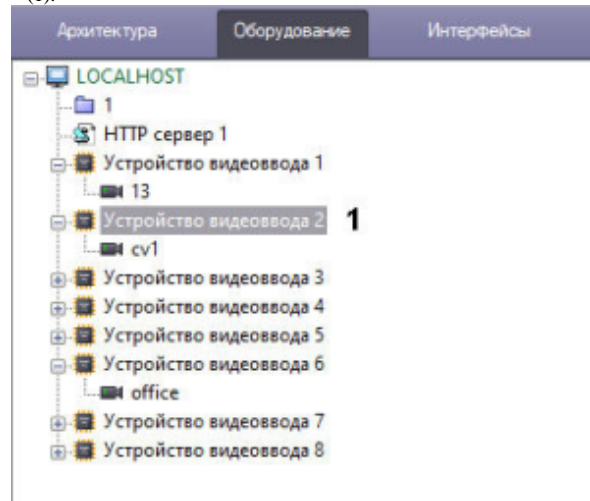 Архитектура Оборудование Интерфейсы
LOCALHOST
1
HTTP сервер 1
Устройство видеоввода 1
13
Устройство видеоввода 2 1
cv1
Устройство видеоввода 3
Устройство видеоввода 4
Устройство видеоввода 5
Устройство видеоввода 6
office
Устройство видеоввода 7
Устройство видеоввода 8